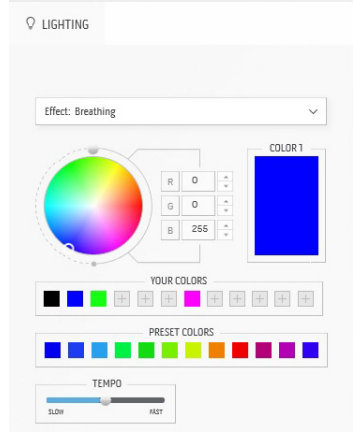 LIGHTING
Effect: Breathing
COLOR 1
R 0
G 0
B 255
YOUR COLORS
PRESET COLORS
TEMPO
SLOW FAST